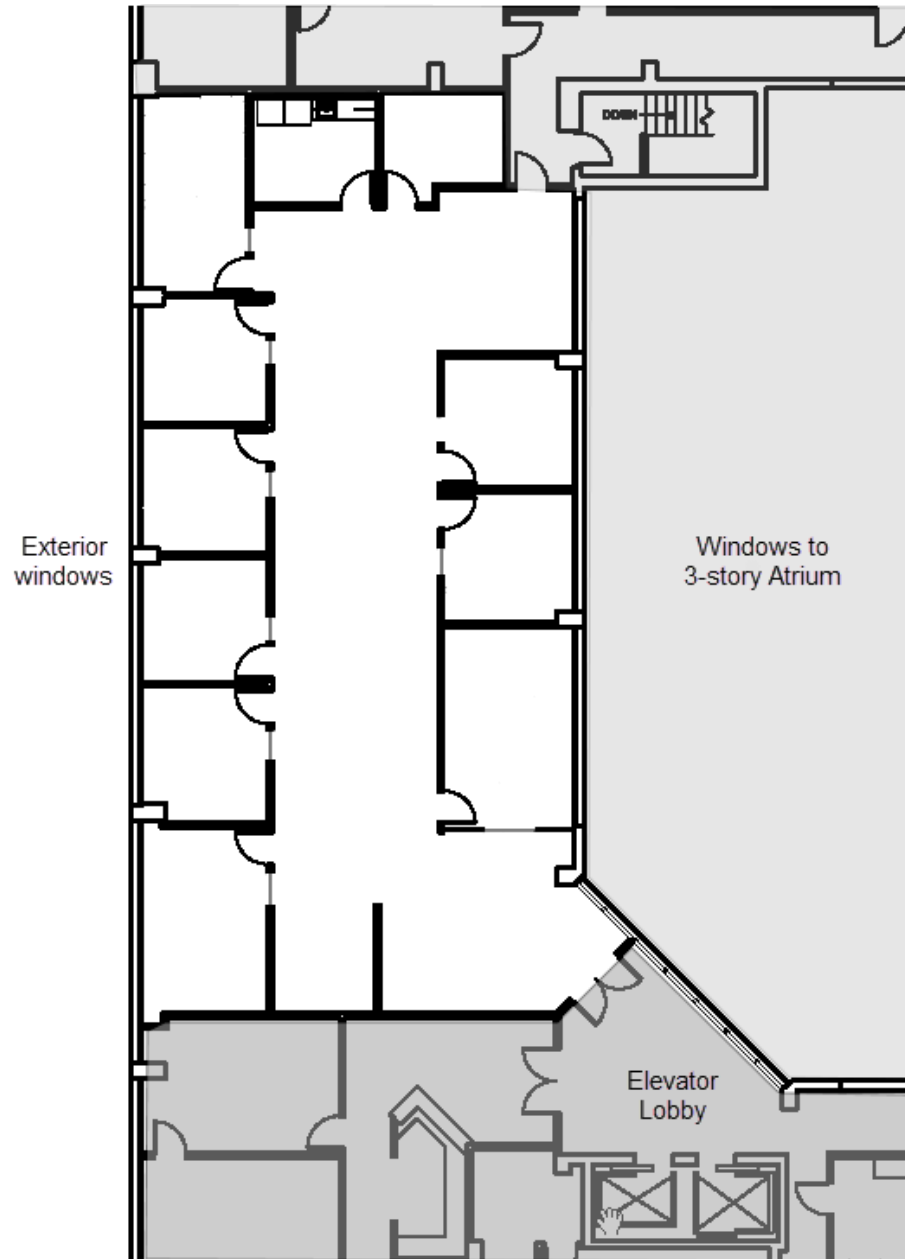 DOWN
Exterior
windows
Windows to
3-story Atrium
Elevator
Lobby